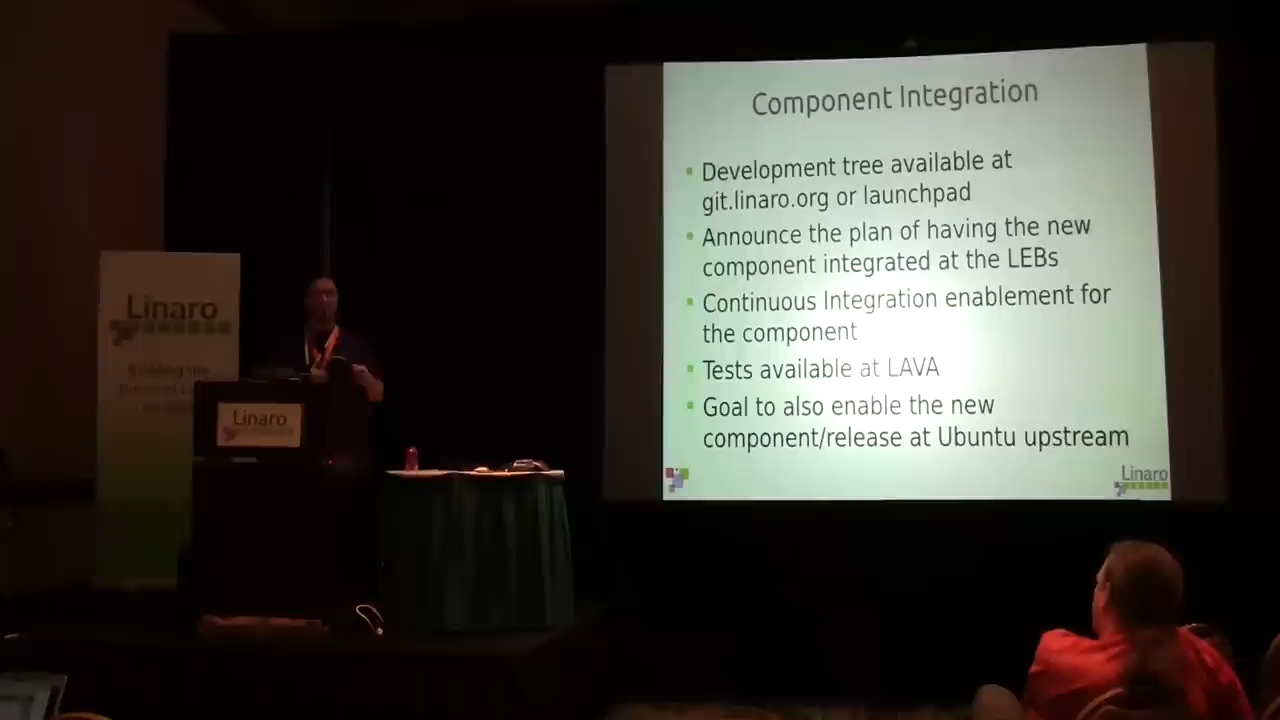 Component Integration
Development tree available at
git.linaro.org or launchpad
Announce the plan of having the new
component integrated at the LEBs
Continuous Integration enablement for
the component
Tests available at LAVA
Goal to also enable the new
component/release at Ubuntu upstream
Linaro
Linaro
Building the
Linaro